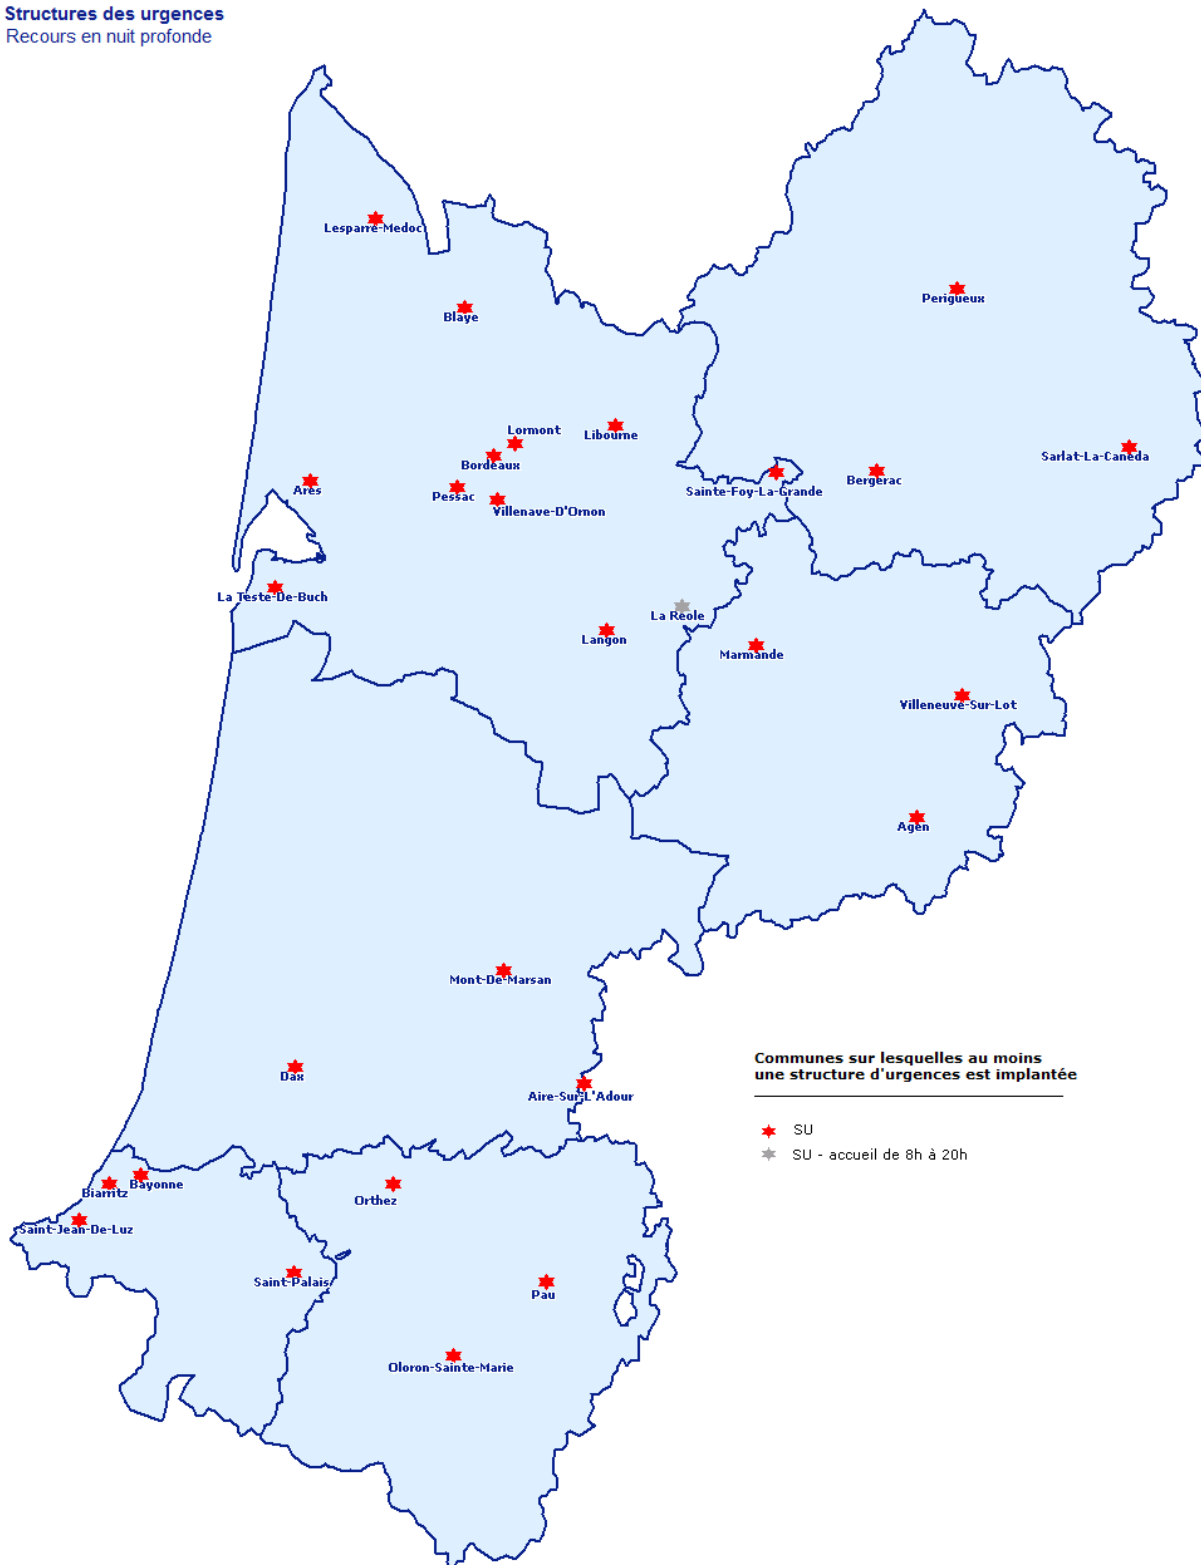 Structures des urgences
Recours en nuit profonde
Lesparre-Medoc
Perigueux
Blaye
Lormont
Libourne
Bordeaux
Sarlat-La-Caneda
Bergerac
Ares
Pessac
Sainte-Foy-La-Grande
Villenave-D'Ornon
La Teste-De-Buch
La Reole
Langon
Marmande
Villeneuve-Sur-Lot
Agen
Mont-De-Marsan
Communes sur lesquelles au moins
une structure d'urgences est implantée
Dax
Aire-Sur-L'Adour
SU
SU - accueil de 8h à 20h
Bayonne
Biarritz
Orthez
Saint-Jean-De-Luz
Saint-Palais
Pau
Oloron-Sainte-Marie